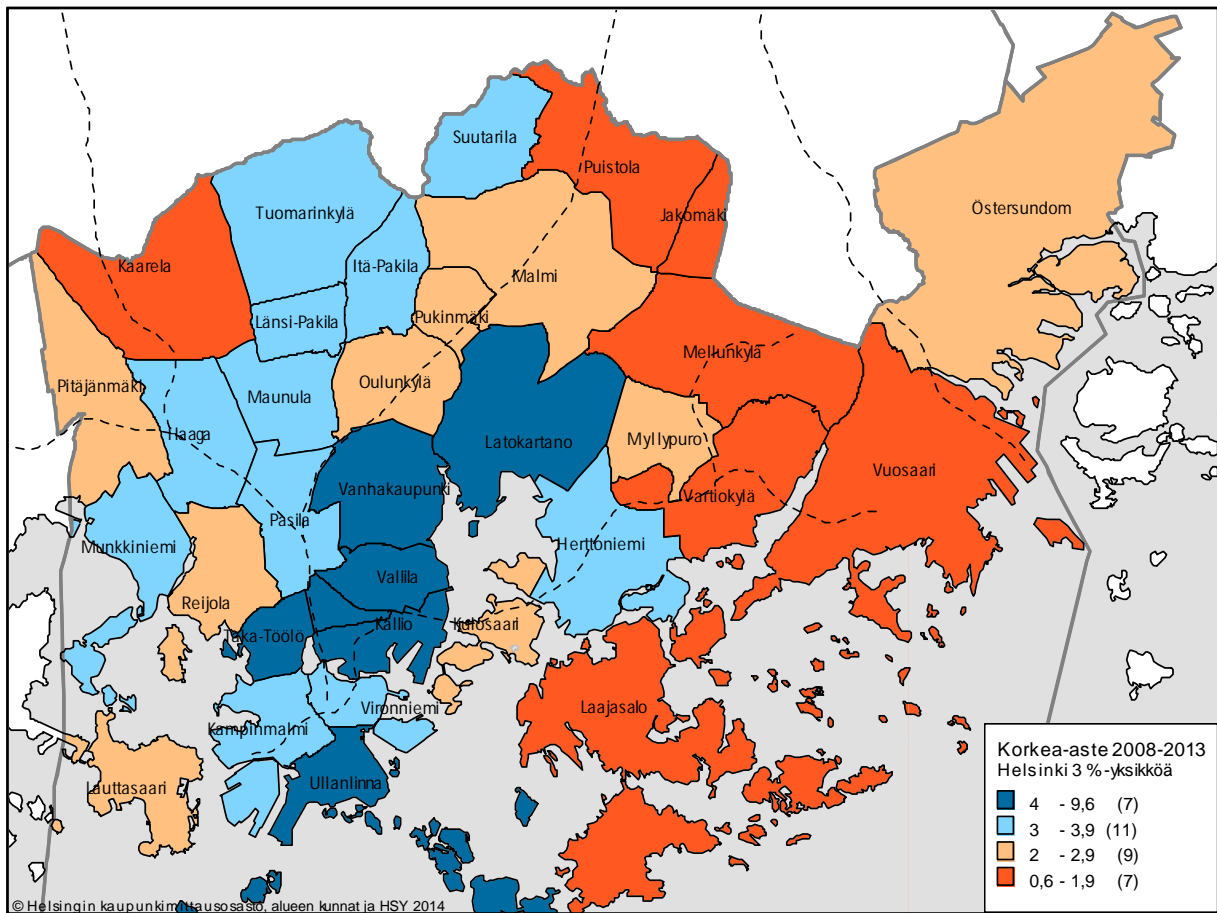 Suutarila
Puistola
Tuomarinkylä
Jakomäki
Östersundom
Kaarela
Itä-Pakila
Malmi
Länsi-Pakila
Pukinmäki
Mellunkylä
Pitäjänmäki
Maunula
Oulunkylä
Haaga
Latokartano
Myllypuro
Vuosaari
Vanhakaupunki
Vartiokylä
Pasila
Munkkiniemi
Herttoniemi
Vallila
Reijola
Taka-Töölö
Kallio
Kulosaari
Laajasalo
Vironniemi
Kampinmalmi
Ullanlinna
Lauttasaari
Korkea-aste 2008-2013
Helsinki 3 %-yksikköä
4 - 9,6 (7)
3 - 3,9 (11)
2 - 2,9 (9)
0,6 - 1,9 (7)
© Helsingin kaupunkimittausosasto, alueen kunnat ja HSY 2014